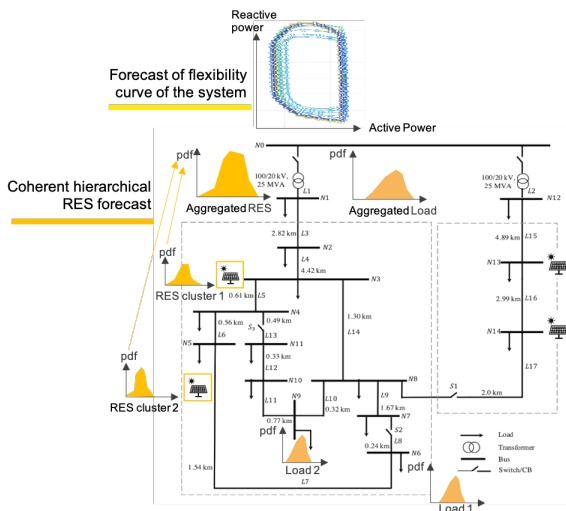 Reactive
power
Forecast of flexibility
curve of the system
Active Power
N0
pdf
100/20 kV,
25 MVA
L1
N1
Aggregated RES
pdf
Aggregated Load
100/20 kV,
25 MVA
L2
N12
Coherent hierarchical
RES forecast
2.82 km
L3
N2
L4
4.42 km
4.89 km
L15
N13
pdf
RES cluster 1
N3
0.61 km
L5
N4
0.56 km
L6
0.49 km
S3
L13
N5
N11
0.33 km
L12
N10
L11
1.30 km
L14
2.99 km
L16
N14
L17
pdf
RES cluster 2
N9
0.77 km
L10
0.32 km
N8
L9
1.67 km
N7
S2
0.24 km
L8
N6
S1
2.0 km
pdf
Load 2
1.54 km
L7
pdf
Load 1
Load
Transformer
Bus
Switch/CB